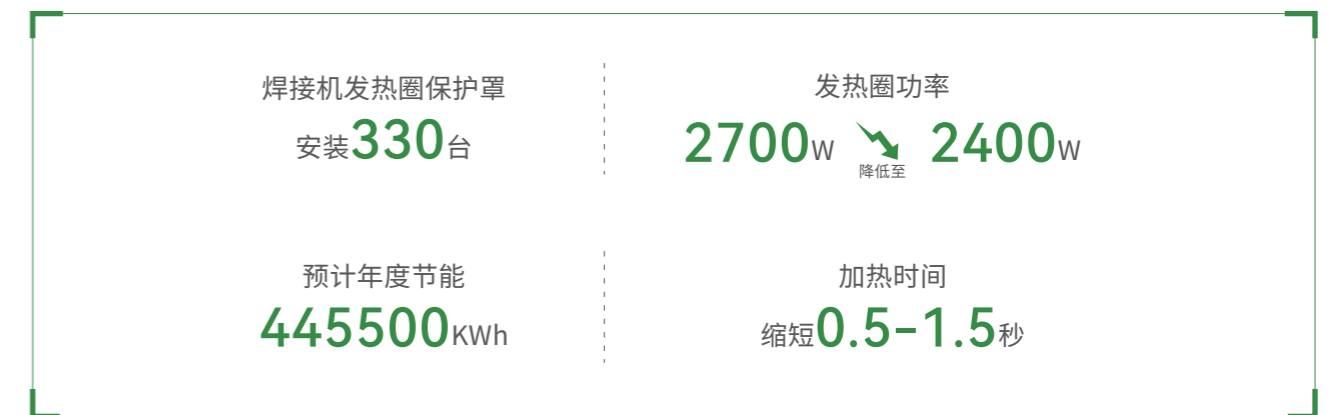 焊接机发热圈保护罩
安装330台
发热圈功率
2700W 降低至 2400W
预计年度节能
445500KWh
加热时间
缩短0.5-1.5秒